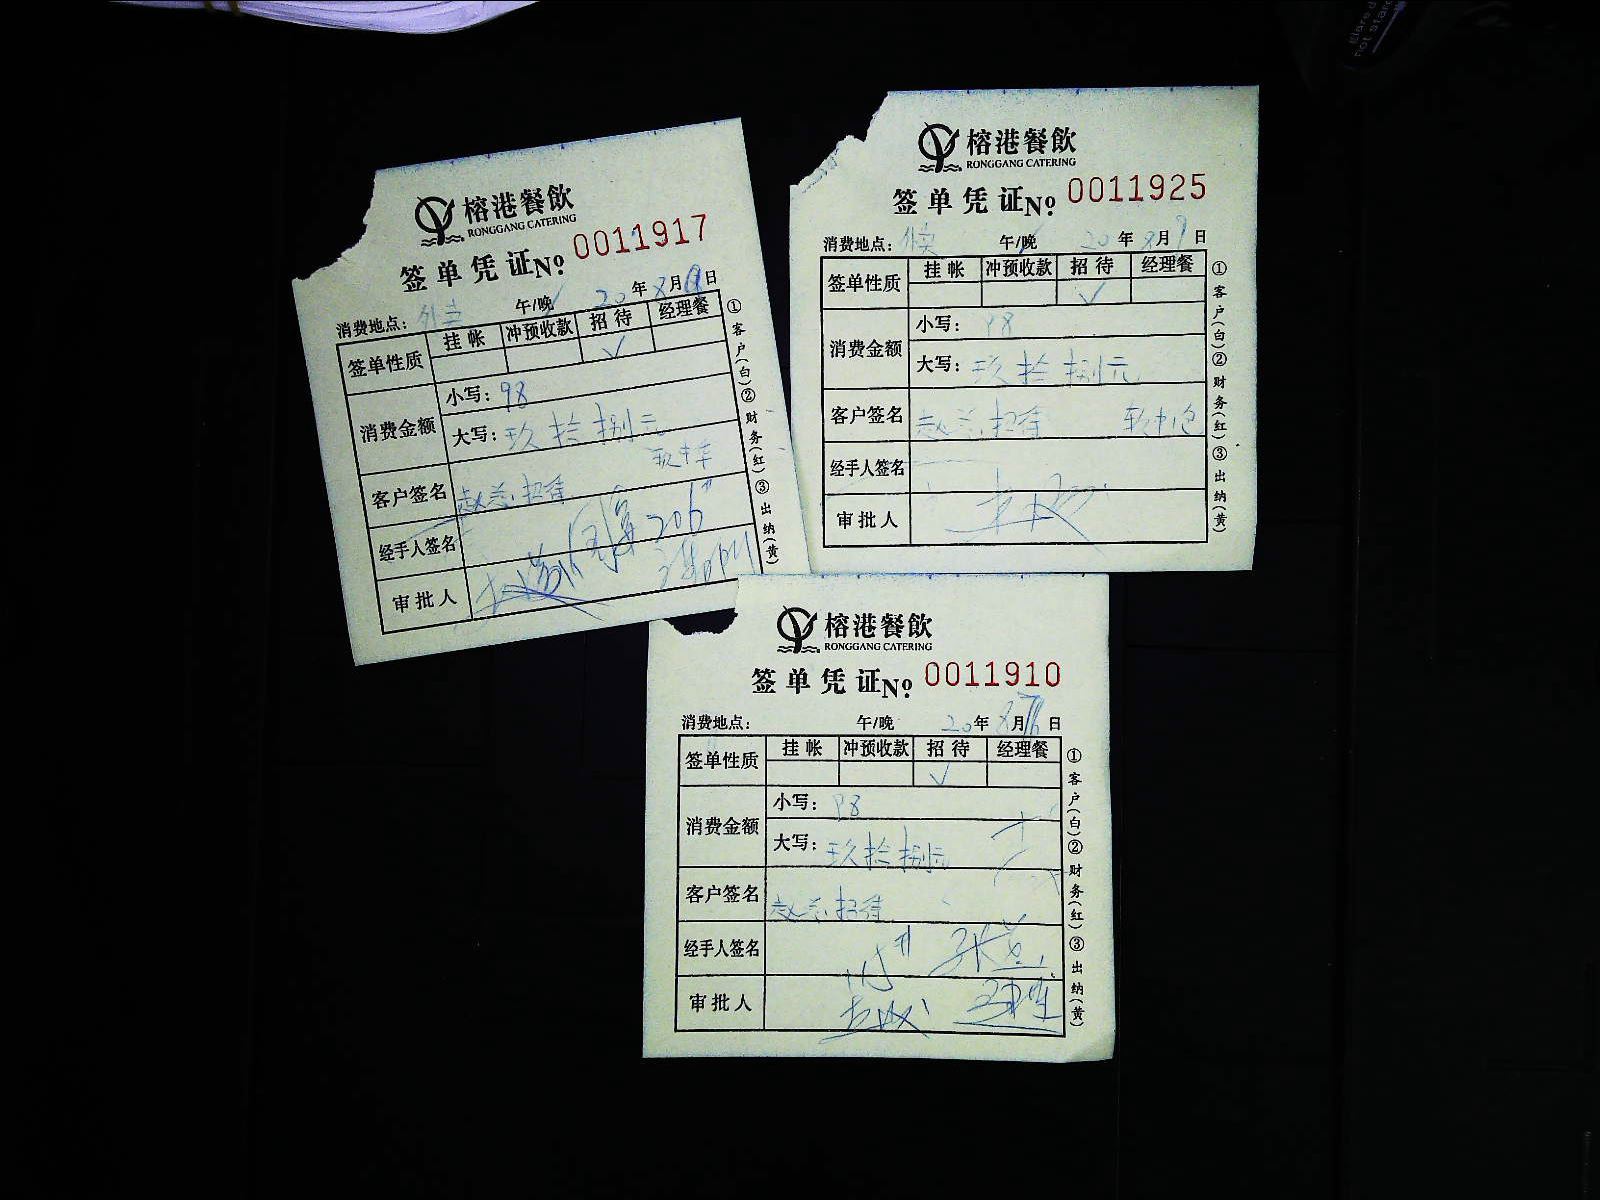 榕港餐飲
RONGGANG CATERING
签单凭证№ 0011917
消费地点：外卖 午/晚 20年8月9日
签单性质 挂帐 冲预收款 招待 经理餐
✓
消费金额 小写：98
大写：玖拾捌元
客户签名 赵总招待
经手人签名 206
审批人
①客户(白)②财务(红)③出纳(黄)
榕港餐飲
RONGGANG CATERING
签单凭证№ 0011925
消费地点：外卖 午/晚 20年8月9日
签单性质 挂帐 冲预收款 招待 经理餐
✓
消费金额 小写：98
大写：玖拾捌元
客户签名 赵总招待 软中包
经手人签名
审批人
①客户(白)②财务(红)③出纳(黄)
榕港餐飲
RONGGANG CATERING
签单凭证№ 0011910
消费地点： 午/晚 20年8月日
签单性质 挂帐 冲预收款 招待 经理餐
✓
消费金额 小写：98
大写：玖拾捌元
客户签名 赵总招待
经手人签名
审批人
①客户(白)②财务(红)③出纳(黄)